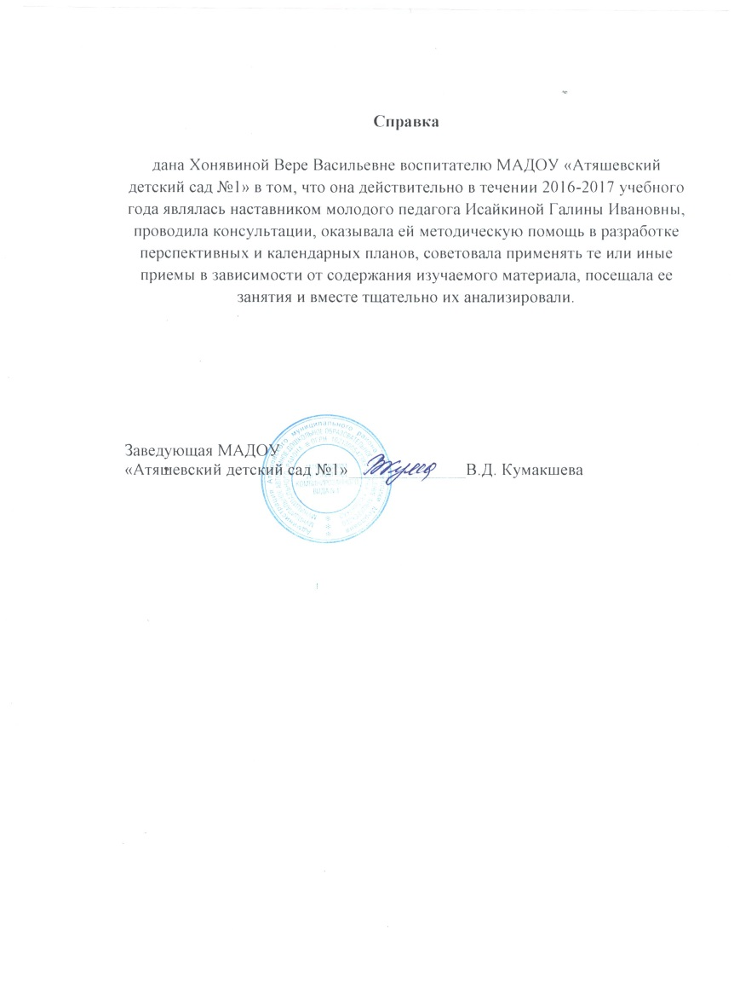 Справка
дана Хонявиной Вере Васильевне воспитателю МАДОУ «Атяшевский
детский сад №1» в том, что она действительно в течении 2016-2017 учебного
года являлась наставником молодого педагога Исайкиной Галины Ивановны,
проводила консультации, оказывала ей методическую помощь в разработке
перспективных и календарных планов, советовала применять те или иные
приемы в зависимости от содержания изучаемого материала, посещала ее
занятия и вместе тщательно их анализировали.
Заведующая МАДОУ
«Атяшевский детский сад №1»______________В.Д. Кумакшева